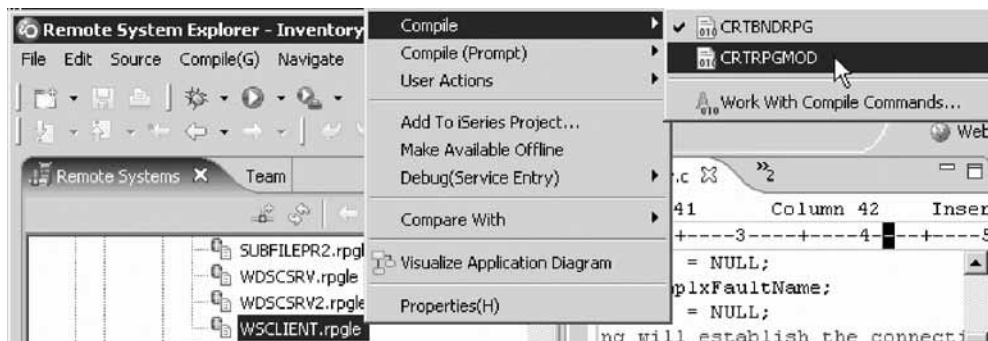 Remote System Explorer - Inventory
File Edit Source Compile(G) Navigate
Remote Systems
Team
SUBFILEPR2.rpgl
WDSCSRV.rpgle
WDSCSRV2.rpgle
WSCLIENT.rpgle
Compile
Compile (Prompt)
User Actions
Add To iSeries Project...
Make Available Offline
Debug(Service Entry)
Compare With
Visualize Application Diagram
Properties(H)
CRTBNDRPG
CRTRPGMOD
Work With Compile Commands...
Web
.c
2
41 Column 42 Inser
+----3----+----4----+----5
= NULL;
plxFaultName;
= NULL;
ng will establish the connecti